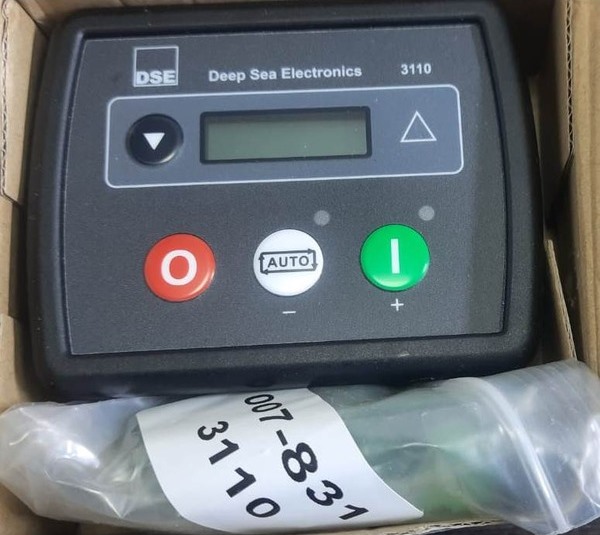 DSE
Deep Sea Electronics 3110
O
AUTO
I
− +
007-831
3110